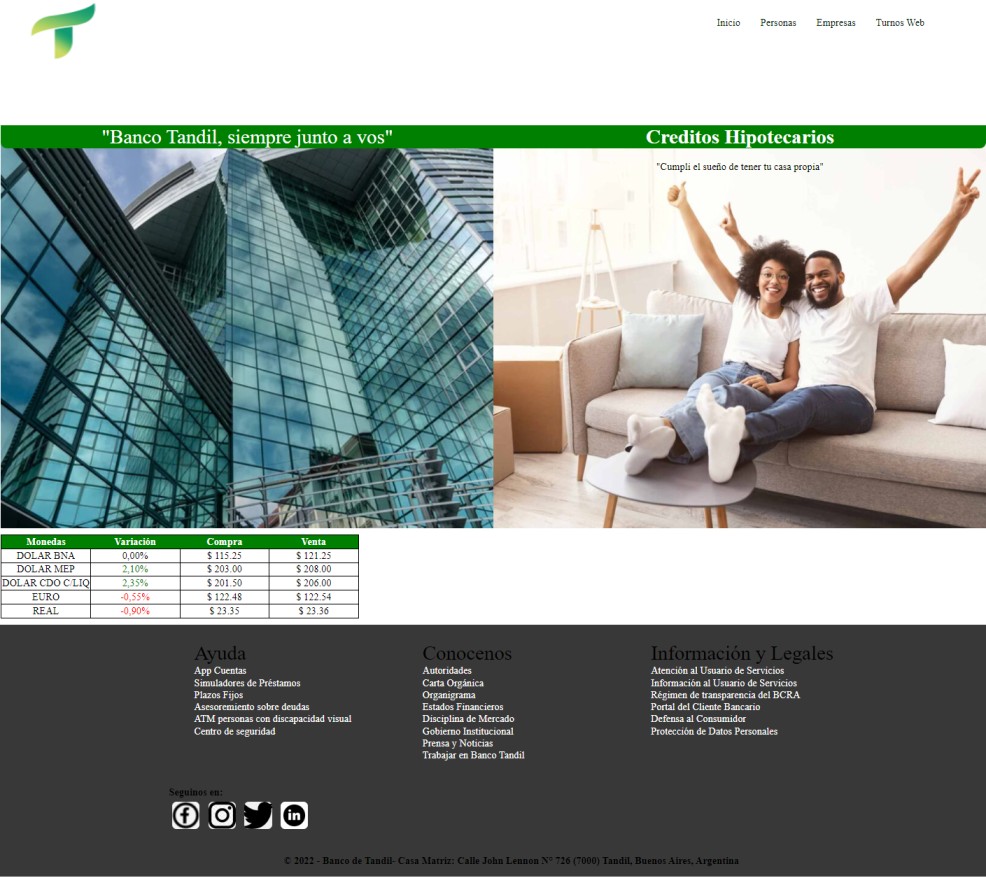 Inicio Personas Empresas Turnos Web
"Banco Tandil, siempre junto a vos"
Creditos Hipotecarios
"Cumpli el sueño de tener tu casa propia"
Monedas Variación Compra Venta
DOLAR BNA 0,00% $ 115.25 $ 121.25
DOLAR MEP 2,10% $ 203.00 $ 208.00
DOLAR CDO C/LIQ 2,35% $ 201.50 $ 206.00
EURO -0,55% $ 122.48 $ 122.54
REAL -0,90% $ 23.35 $ 23.36
Ayuda
App Cuentas
Simuladores de Préstamos
Plazos Fijos
Asesoremiento sobre deudas
ATM personas con discapacidad visual
Centro de seguridad
Conocenos
Autoridades
Carta Orgánica
Organigrama
Estados Financieros
Disciplina de Mercado
Gobierno Institucional
Prensa y Noticias
Trabajar en Banco Tandil
Información y Legales
Atención al Usuario de Servicios
Información al Usuario de Servicios
Régimen de transparencia del BCRA
Portal del Cliente Bancario
Defensa al Consumidor
Protección de Datos Personales
Seguinos en:
© 2022 - Banco de Tandil- Casa Matriz: Calle John Lennon N° 726 (7000) Tandil, Buenos Aires, Argentina